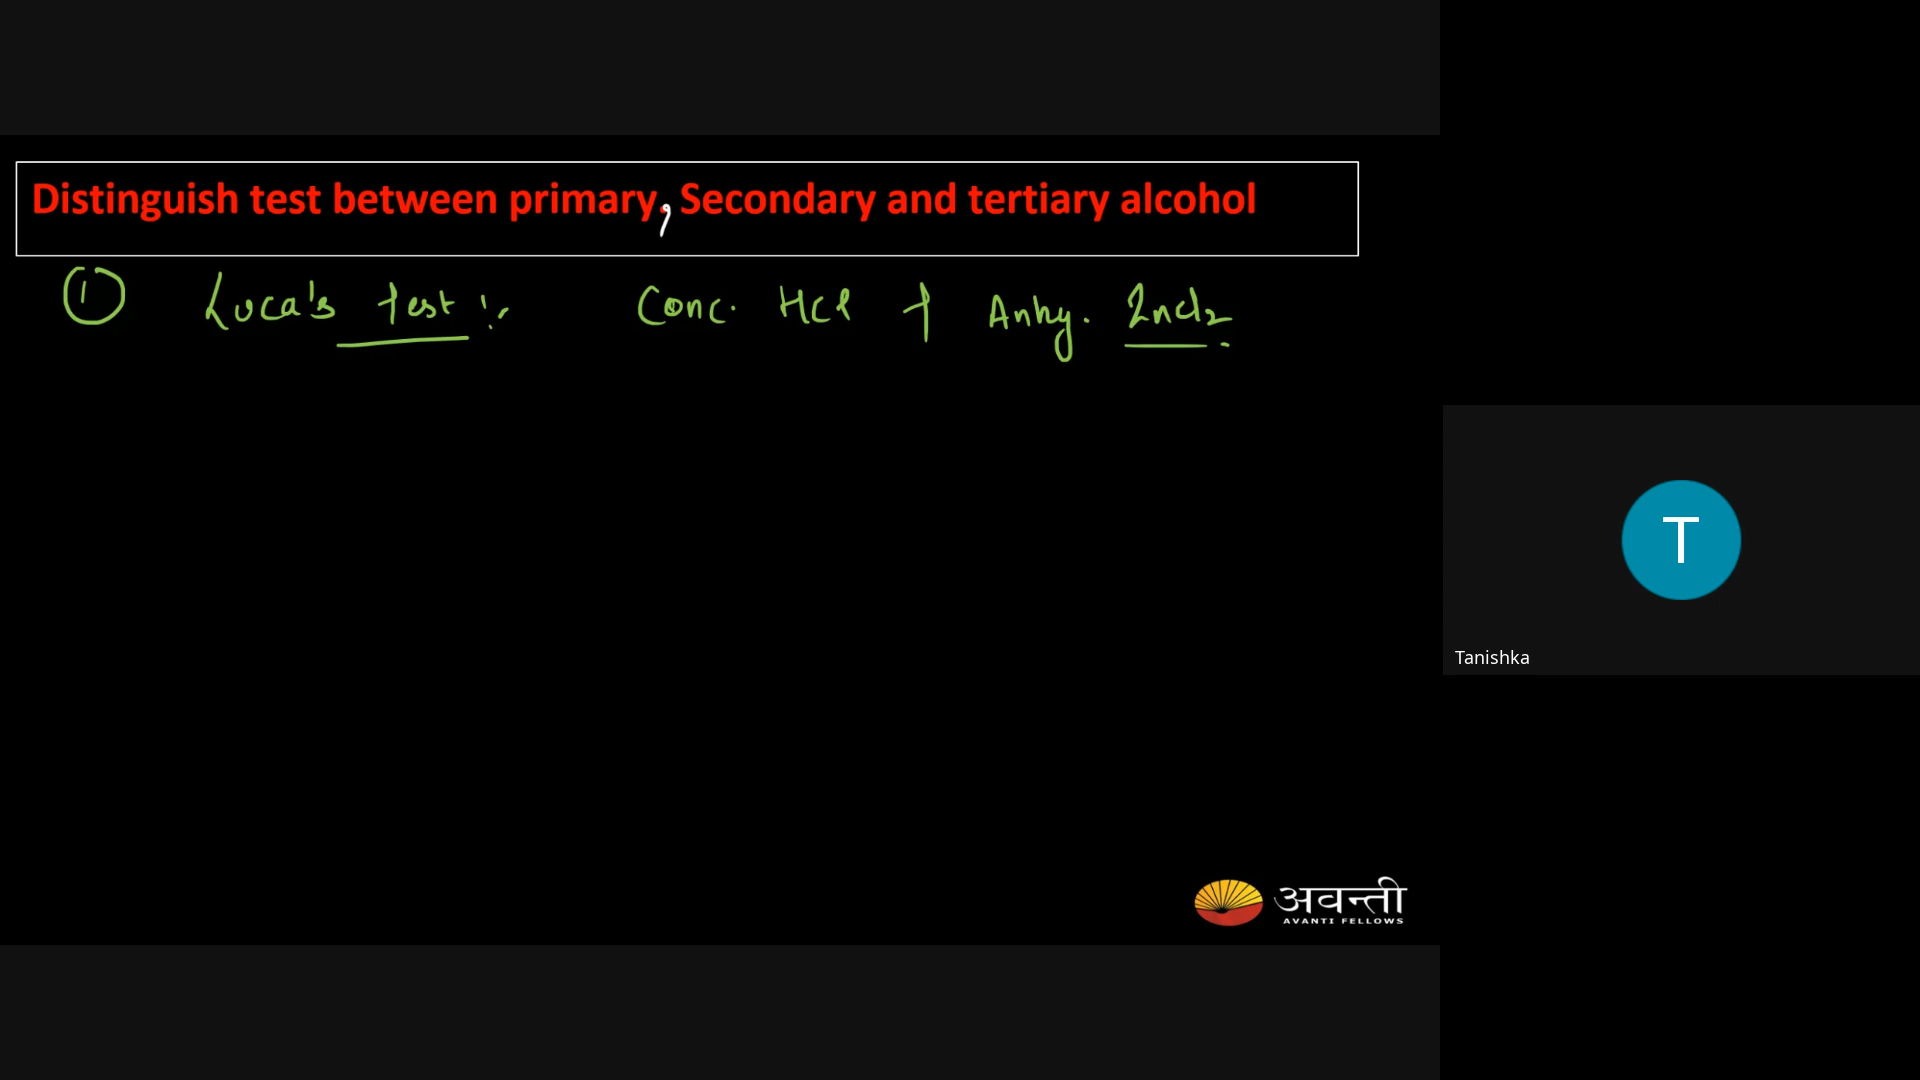 Distinguish test between primary, Secondary and tertiary alcohol
① Luca's test :- Conc. HCl + Anhy. ZnCl2
T
Tanishka
अवन्ती
AVANTI FELLOWS